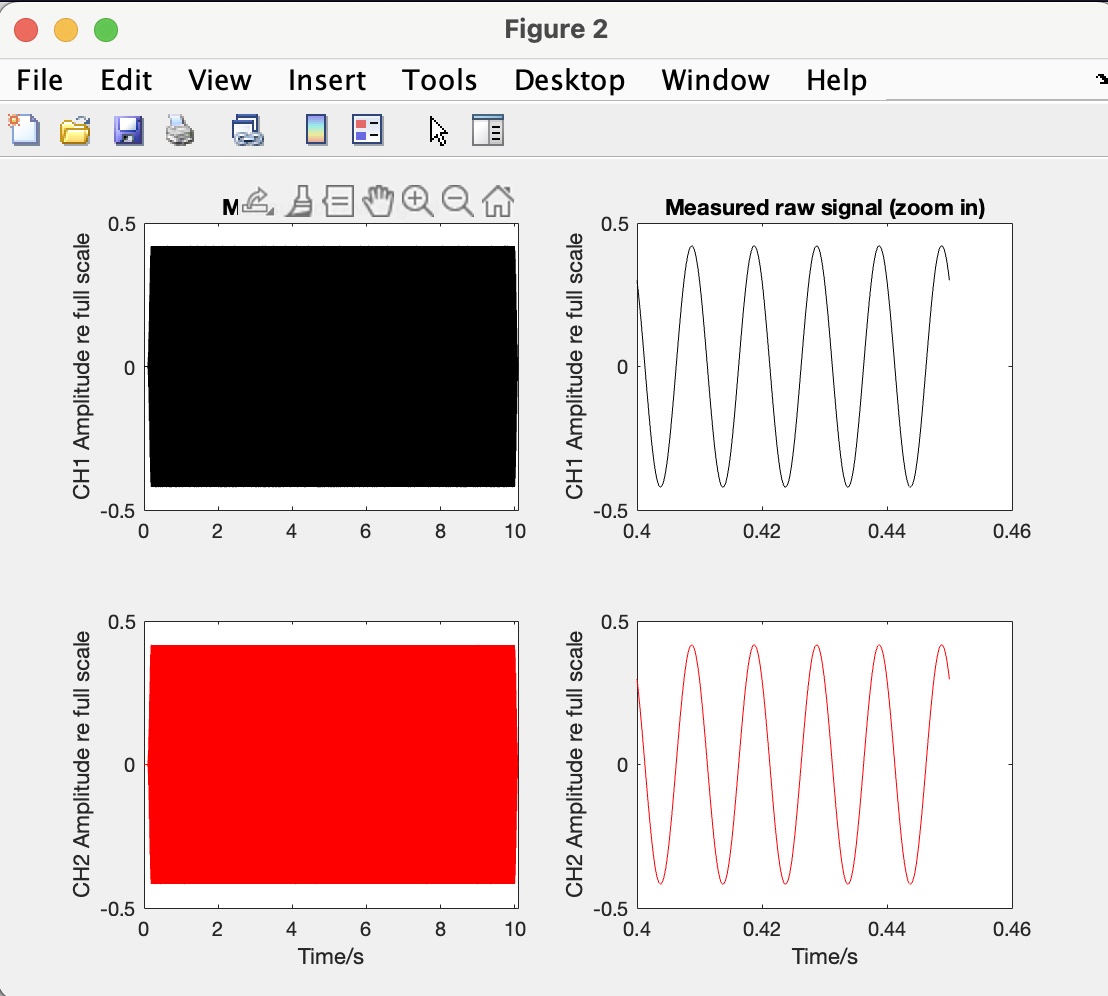 Figure 2
File Edit View Insert Tools Desktop Window Help
M
Measured raw signal (zoom in)
CH1 Amplitude re full scale
0.5
0
-0.5
0 2 4 6 8 10
CH1 Amplitude re full scale
0.5
0
-0.5
0.4 0.42 0.44 0.46
CH2 Amplitude re full scale
0.5
0
-0.5
0 2 4 6 8 10
Time/s
CH2 Amplitude re full scale
0.5
0
-0.5
0.4 0.42 0.44 0.46
Time/s